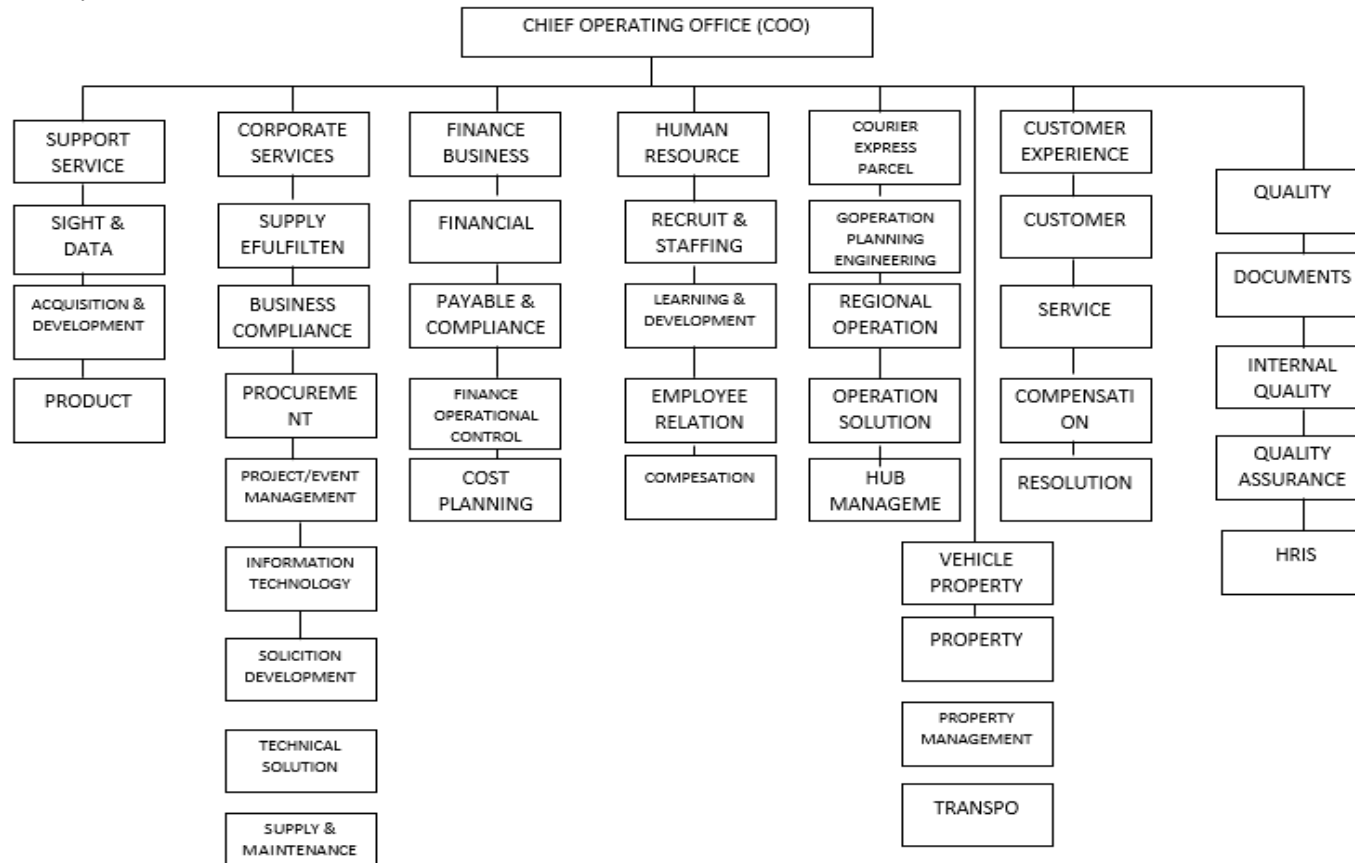 CHIEF OPERATING OFFICE (COO)
SUPPORT
SERVICE
SIGHT &
DATA
ACQUISITION &
DEVELOPMENT
PRODUCT
CORPORATE
SERVICES
SUPPLY
EFULFILTEN
BUSINESS
COMPLIANCE
PROCUREME
NT
PROJECT/EVENT
MANAGEMENT
INFORMATION
TECHNOLOGY
SOLICITION
DEVELOPMENT
TECHNICAL
SOLUTION
SUPPLY &
MAINTENANCE
FINANCE
BUSINESS
FINANCIAL
PAYABLE &
COMPLIANCE
FINANCE
OPERATIONAL
CONTROL
COST
PLANNING
HUMAN
RESOURCE
RECRUIT &
STAFFING
LEARNING &
DEVELOPMENT
EMPLOYEE
RELATION
COMPESATION
COURIER
EXPRESS
PARCEL
GOPERATION
PLANNING
ENGINEERING
REGIONAL
OPERATION
OPERATION
SOLUTION
HUB
MANAGEME
VEHICLE
PROPERTY
PROPERTY
PROPERTY
MANAGEMENT
TRANSPO
CUSTOMER
EXPERIENCE
CUSTOMER
SERVICE
COMPENSATI
ON
RESOLUTION
QUALITY
DOCUMENTS
INTERNAL
QUALITY
QUALITY
ASSURANCE
HRIS